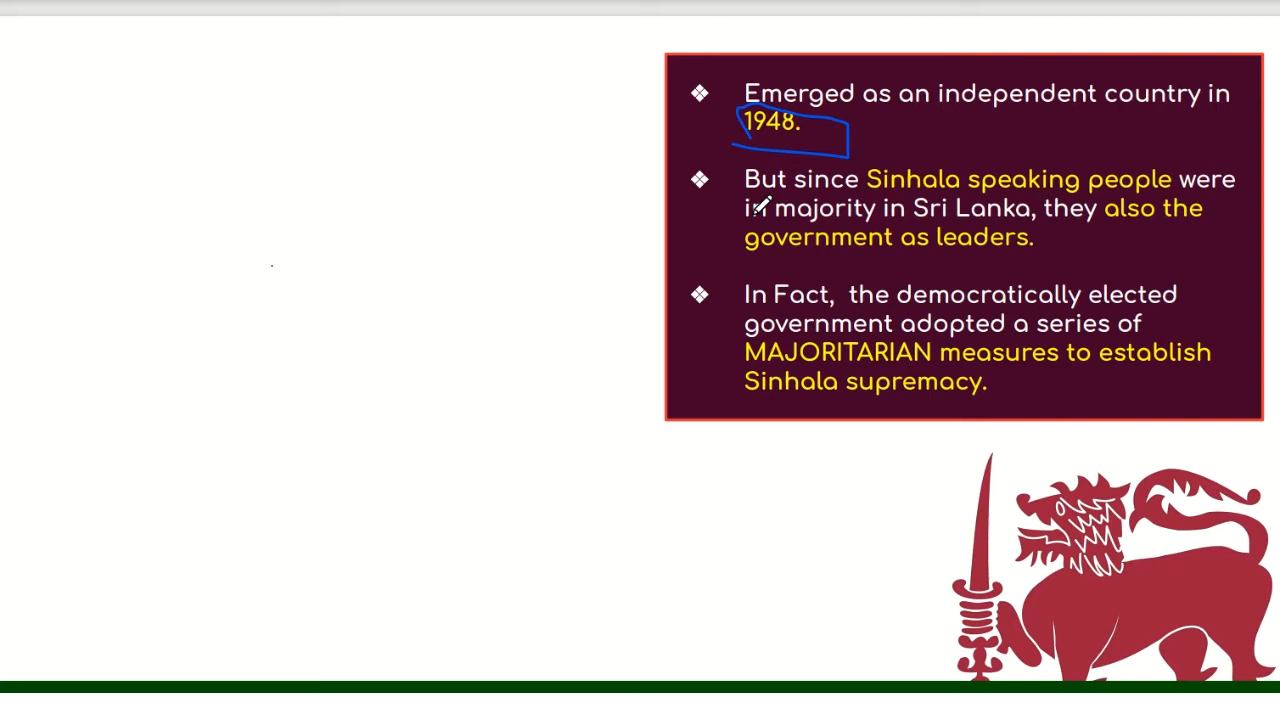 ❖ Emerged as an independent country in
1948.
❖ But since Sinhala speaking people were
in majority in Sri Lanka, they also the
government as leaders.
❖ In Fact, the democratically elected
government adopted a series of
MAJORITARIAN measures to establish
Sinhala supremacy.